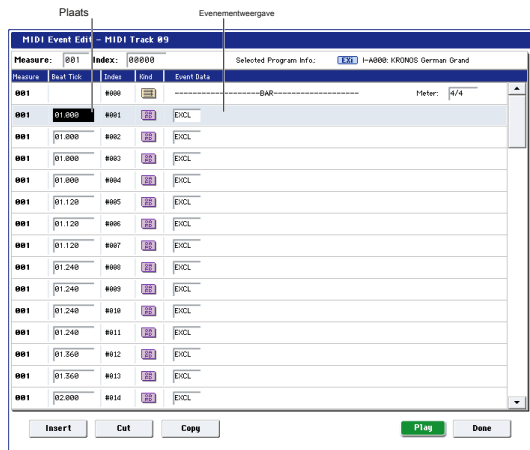 Plaats
Evenementweergave
MIDI Event Edit - MIDI Track 09
Measure: 001 Index: 00000 Selected Program Info.: EXi I-A000: KRONOS German Grand
Measure Beat Tick Index Kind Event Data
001 #000 --------------------BAR-------------------- Meter: 4/4
001 01.000 #001 EXCL
001 01.000 #002 EXCL
001 01.000 #003 EXCL
001 01.000 #004 EXCL
001 01.120 #005 EXCL
001 01.120 #006 EXCL
001 01.120 #007 EXCL
001 01.240 #008 EXCL
001 01.240 #009 EXCL
001 01.240 #010 EXCL
001 01.240 #011 EXCL
001 01.360 #012 EXCL
001 01.360 #013 EXCL
001 02.000 #014 EXCL
Insert Cut Copy Play Done